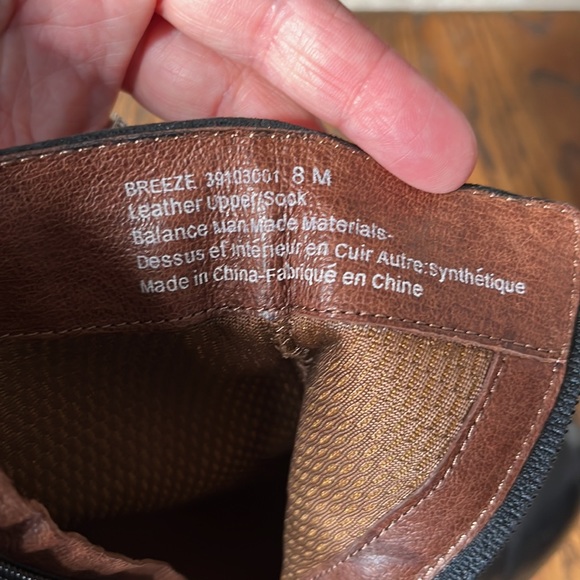 BREEZE 39103001 8 M
Leather Upper/Sock
Balance Man Made Materials-
Dessus et Intérieur en Cuir Autre:synthétique
Made in China-Fabriqué en Chine